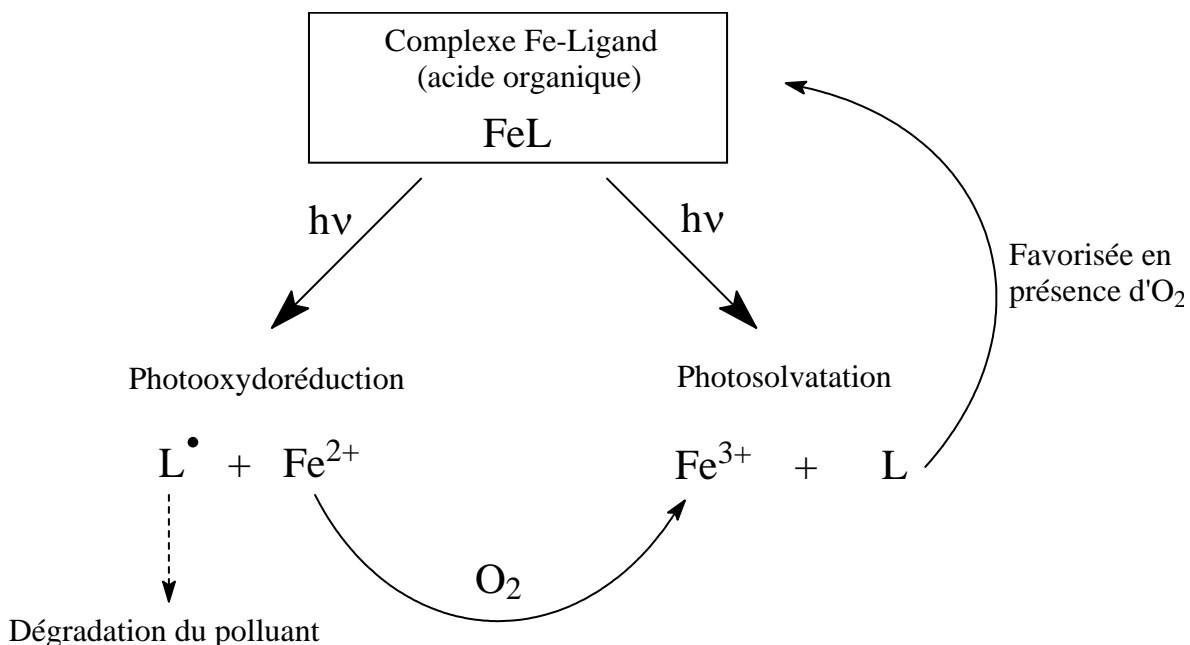 Complexe Fe-Ligand
(acide organique)
FeL
hν
hν
Favorisée en
présence d'O₂
Photooxydoréduction
Photosolvatation
L• + Fe²⁺
Fe³⁺ + L
O₂
Dégradation du polluant